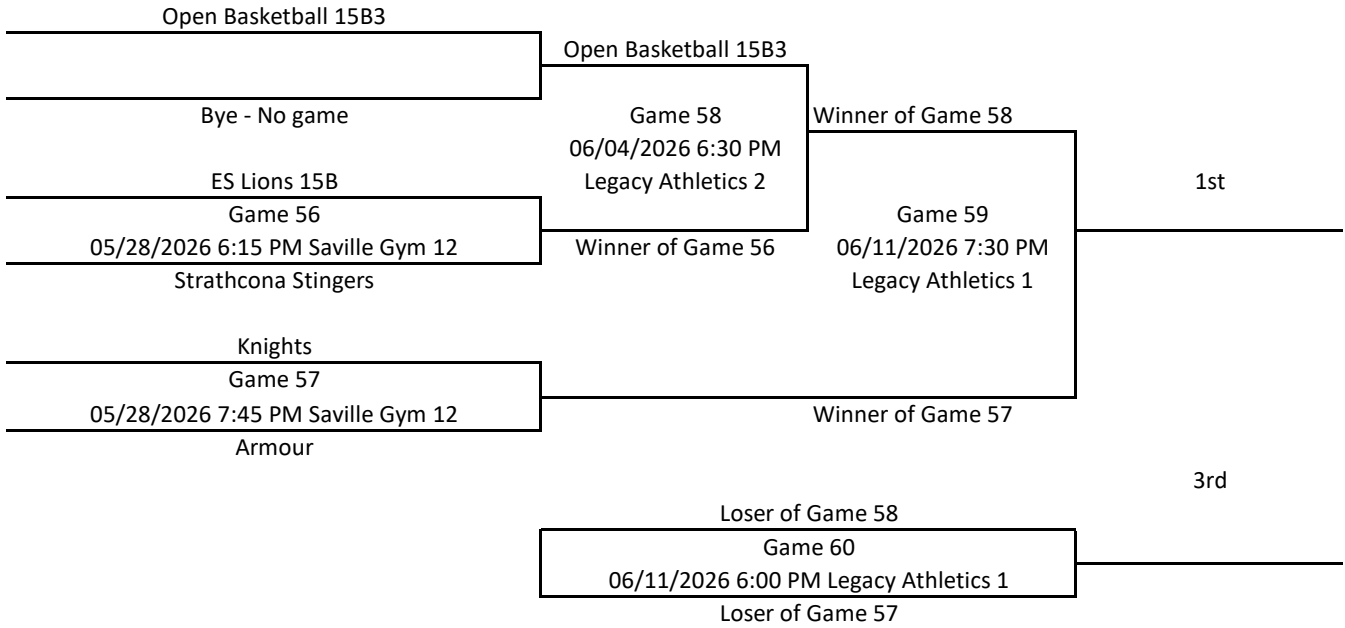 Open Basketball 15B3
Open Basketball 15B3
Bye - No game
Game 58
Winner of Game 58
06/04/2026 6:30 PM
ES Lions 15B
Legacy Athletics 2
1st
Game 56
Game 59
05/28/2026 6:15 PM Saville Gym 12
Winner of Game 56
06/11/2026 7:30 PM
Strathcona Stingers
Legacy Athletics 1
Knights
Game 57
05/28/2026 7:45 PM Saville Gym 12
Winner of Game 57
Armour
3rd
Loser of Game 58
Game 60
06/11/2026 6:00 PM Legacy Athletics 1
Loser of Game 57